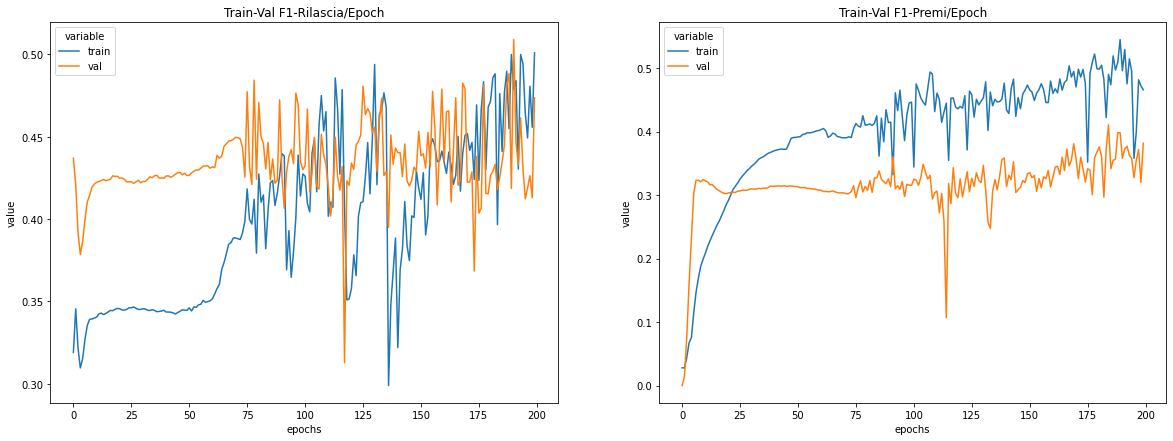 Train-Val F1-Rilascia/Epoch
variable
train
val
value
0.50
0.45
0.40
0.35
0.30
0
25
50
75
100
125
150
175
200
epochs
Train-Val F1-Premi/Epoch
variable
train
val
value
0.5
0.4
0.3
0.2
0.1
0.0
0
25
50
75
100
125
150
175
200
epochs